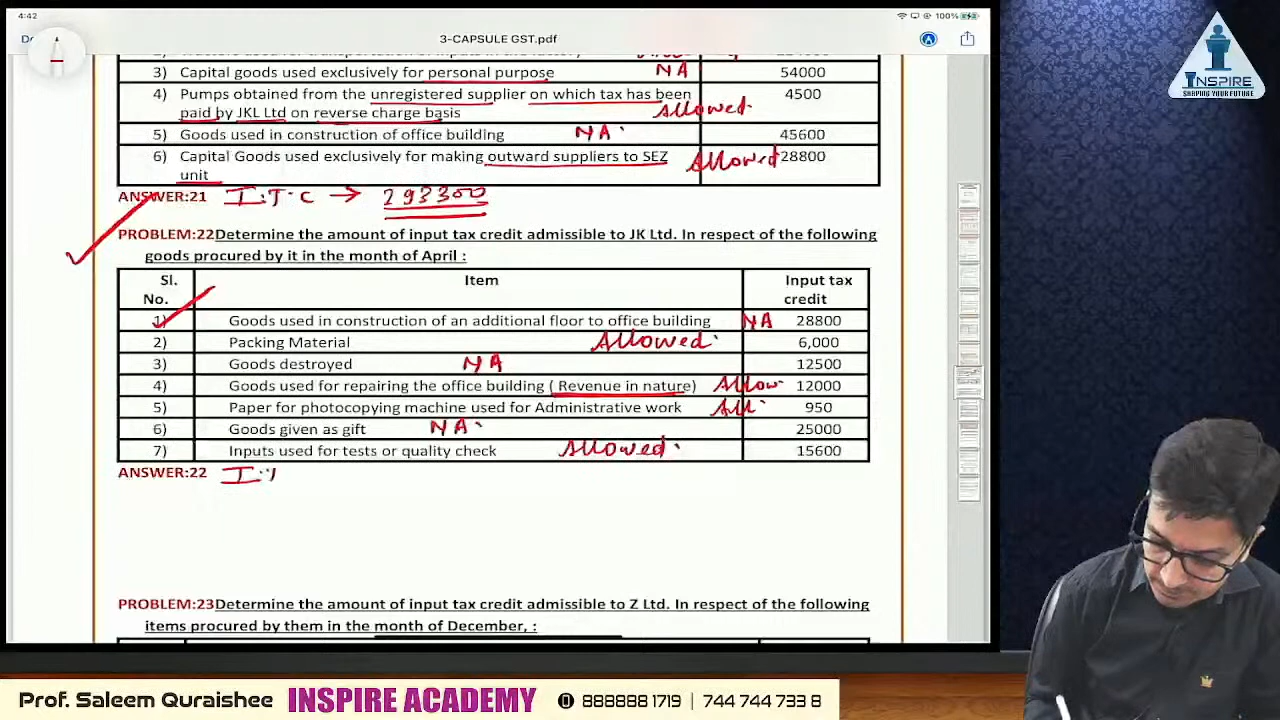 4:42
100%
3-CAPSULE GST.pdf
3) Capital goods used exclusively for personal purpose NA 54000
4) Pumps obtained from the unregistered supplier on which tax has been 4500
paid by JKL Ltd on reverse charge basis Allowed.
5) Goods used in construction of office building NA 45600
6) Capital Goods used exclusively for making outward suppliers to SEZ Allowed 28800
unit
ANSWER:21 I.T.C → 293300
PROBLEM:22Determine the amount of input tax credit admissible to JK Ltd. In respect of the following
goods procured by it in the month of April :
Sl. Item Input tax
No. credit
1) Goods used in construction of an additional floor to office building NA 28800
2) Packing Material Allowed. 6,000
3) Goods destroyed NA 12500
4) Goods used for repairing the office building ( Revenue in nature) Allow. 12000
5) Paper for photocopying machine used for Administrative work All. 950
6) Goods given as gift NA. 25000
7) Inputs used for tests or quality check Allowed. 15600
ANSWER:22 I.
PROBLEM:23Determine the amount of input tax credit admissible to Z Ltd. In respect of the following
items procured by them in the month of December, :
INSPIRE
SHAPING YOUR FUTURE
Prof. Saleem Quraishee INSPIRE ACADEMY 888888 1719 | 744 744 733 8